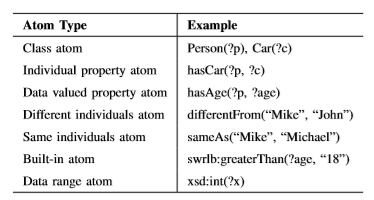 Atom Type Example
Class atom Person(?p), Car(?c)
Individual property atom hasCar(?p, ?c)
Data valued property atom hasAge(?p, ?age)
Different individuals atom differentFrom(“Mike”, “John”)
Same individuals atom sameAs(“Mike”, “Michael”)
Built-in atom swrlb:greaterThan(?age, “18”)
Data range atom xsd:int(?x)